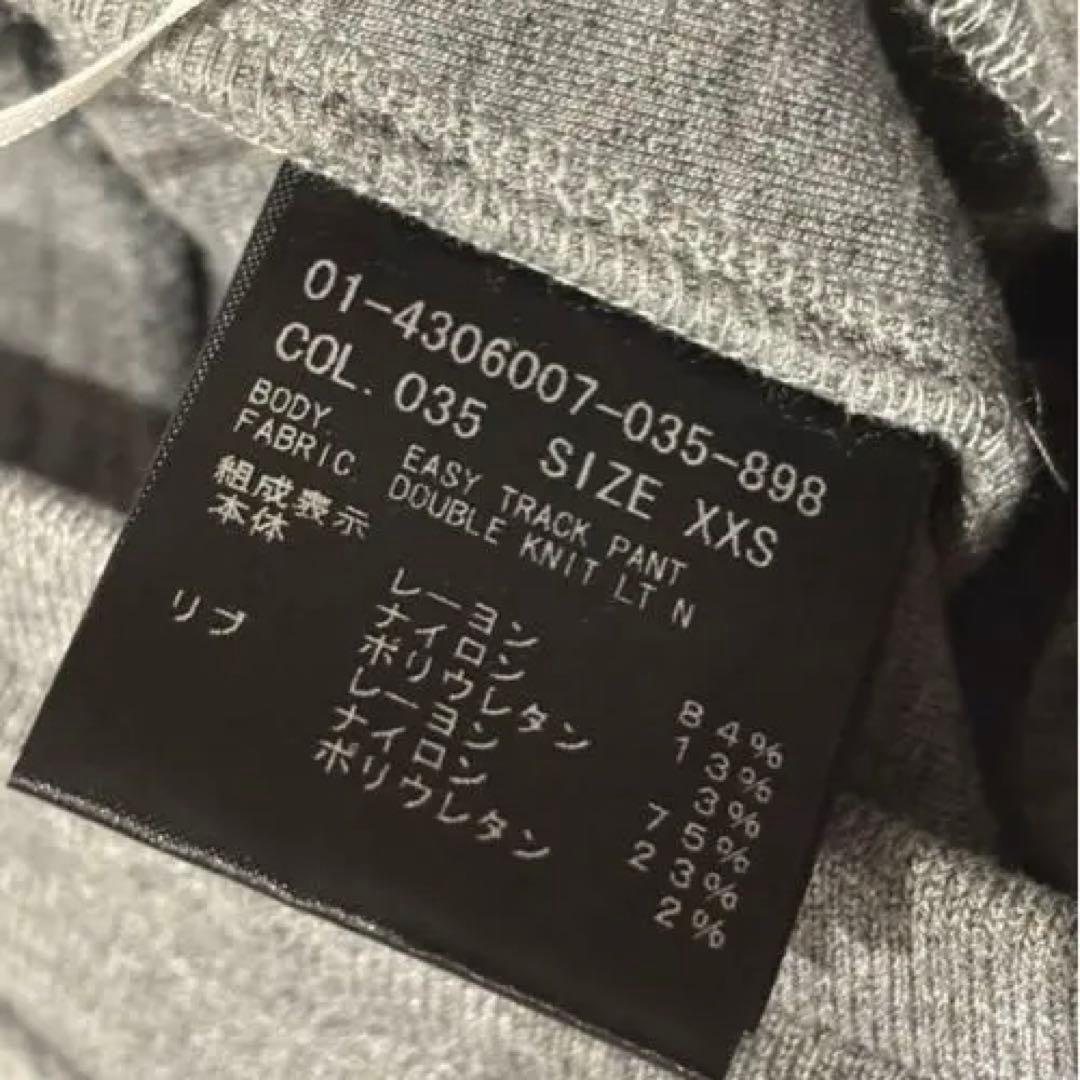 01-4306007-035-898
COL. 035 SIZE XXS
BODY EASY TRACK PANT
FABRIC DOUBLE KNIT LT N
組成表示
本体 レーヨン 84%
ナイロン 13%
ポリウレタン 3%
リブ レーヨン 75%
ナイロン 23%
ポリウレタン 2%